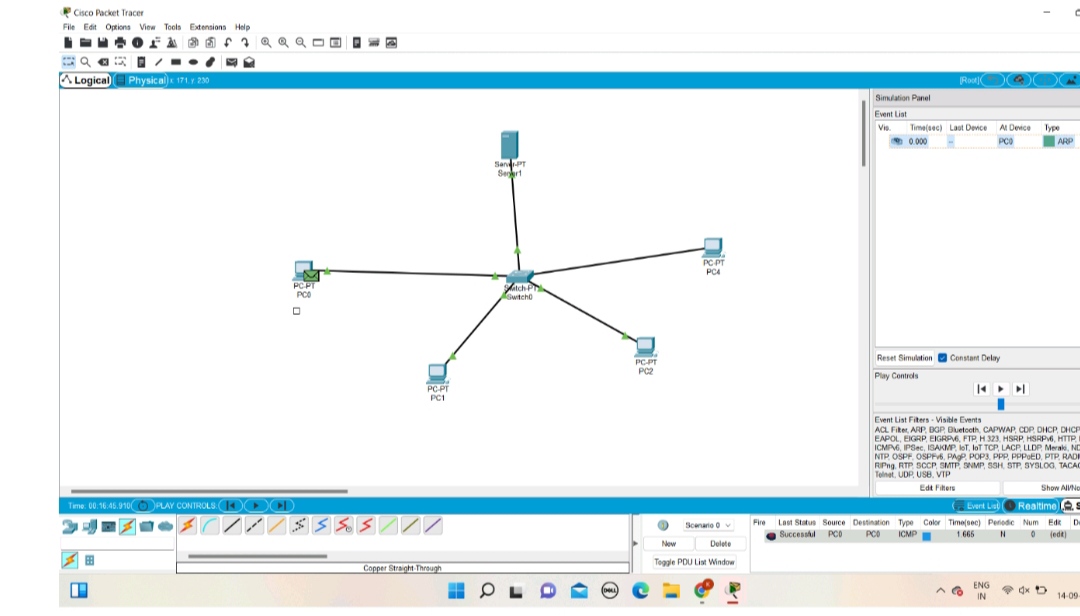 Cisco Packet Tracer
File Edit Options View Tools Extensions Help
Logical Physical x: 171, y: 230 [Root]
Simulation Panel
Event List
Vis. Time(sec) Last Device At Device Type
0.000 -- PC0 ARP
Server-PT
Server1
PC-PT
PC4
PC-PT
PC0
Switch-PT
Switch0
PC-PT
PC2
PC-PT
PC1
Reset Simulation Constant Delay
Play Controls
Event List Filters - Visible Events
ACL Filter, ARP, BGP, Bluetooth, CAPWAP, CDP, DHCP, DHCP
EAPOL, EIGRP, EIGRPv6, FTP, H.323, HSRP, HSRPv6, HTTP,
ICMPv6, IPSec, ISAKMP, IoT, IoT TCP, LACP, LLDP, Meraki, ND
NTP, OSPF, OSPFv6, PAgP, POP3, PPP, PPPoED, PTP, RADI
RIPng, RTP, SCCP, SMTP, SNMP, SSH, STP, SYSLOG, TACAC
Telnet, UDP, USB, VTP
Edit Filters Show All/No
Time: 00:16:45.910 PLAY CONTROLS: Event List Realtime S
Scenario 0
New Delete
Toggle PDU List Window
Fire Last Status Source Destination Type Color Time(sec) Periodic Num Edit D
Successful PC0 PC0 ICMP 1.665 N 0 (edit)
Copper Straight-Through
DELL
ENG
IN
14-09-